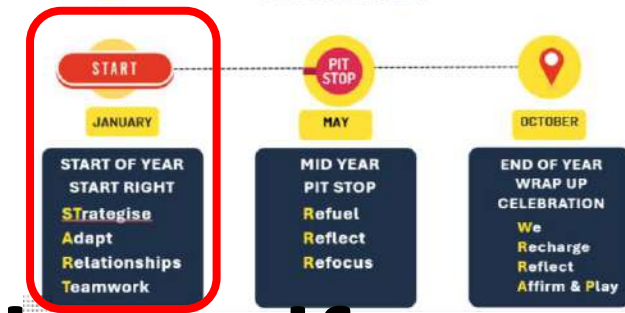 START
JANUARY
START OF YEAR
START RIGHT
STrategise
Adapt
Relationships
Teamwork
PIT
STOP
MAY
MID YEAR
PIT STOP
Refuel
Reflect
Refocus
OCTOBER
END OF YEAR
WRAP UP
CELEBRATION
We
Recharge
Reflect
Affirm & Play